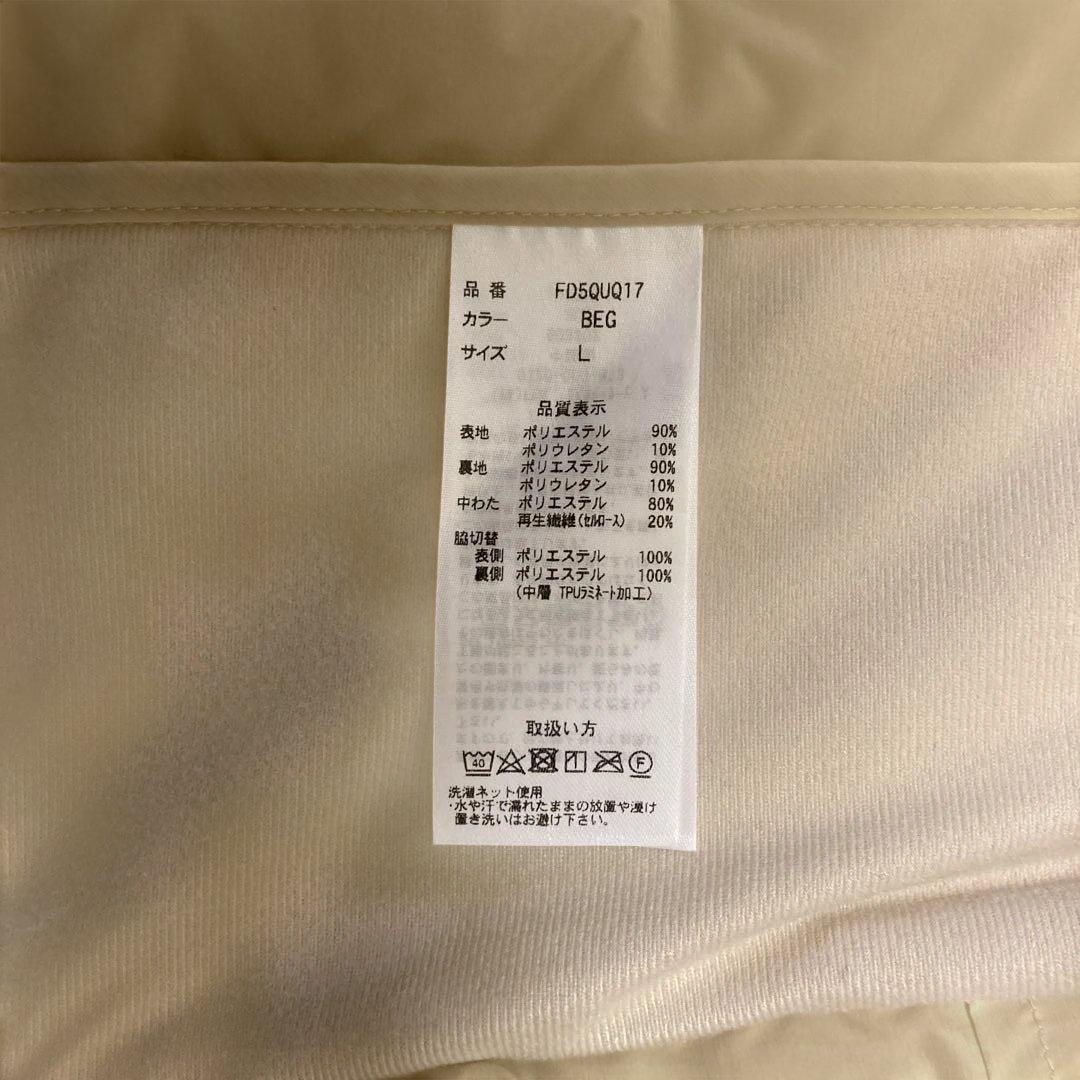 品番 FD5QUQ17
カラー BEG
サイズ L
品質表示
表地 ポリエステル 90%
ポリウレタン 10%
裏地 ポリエステル 90%
ポリウレタン 10%
中わた ポリエステル 80%
再生繊維(セルロース) 20%
脇切替
表側 ポリエステル 100%
裏側 ポリエステル 100%
(中層 TPUラミネート加工)
取扱い方
40 F
洗濯ネット使用
・水や汗で濡れたままの放置や浸け
置き洗いはお避け下さい。